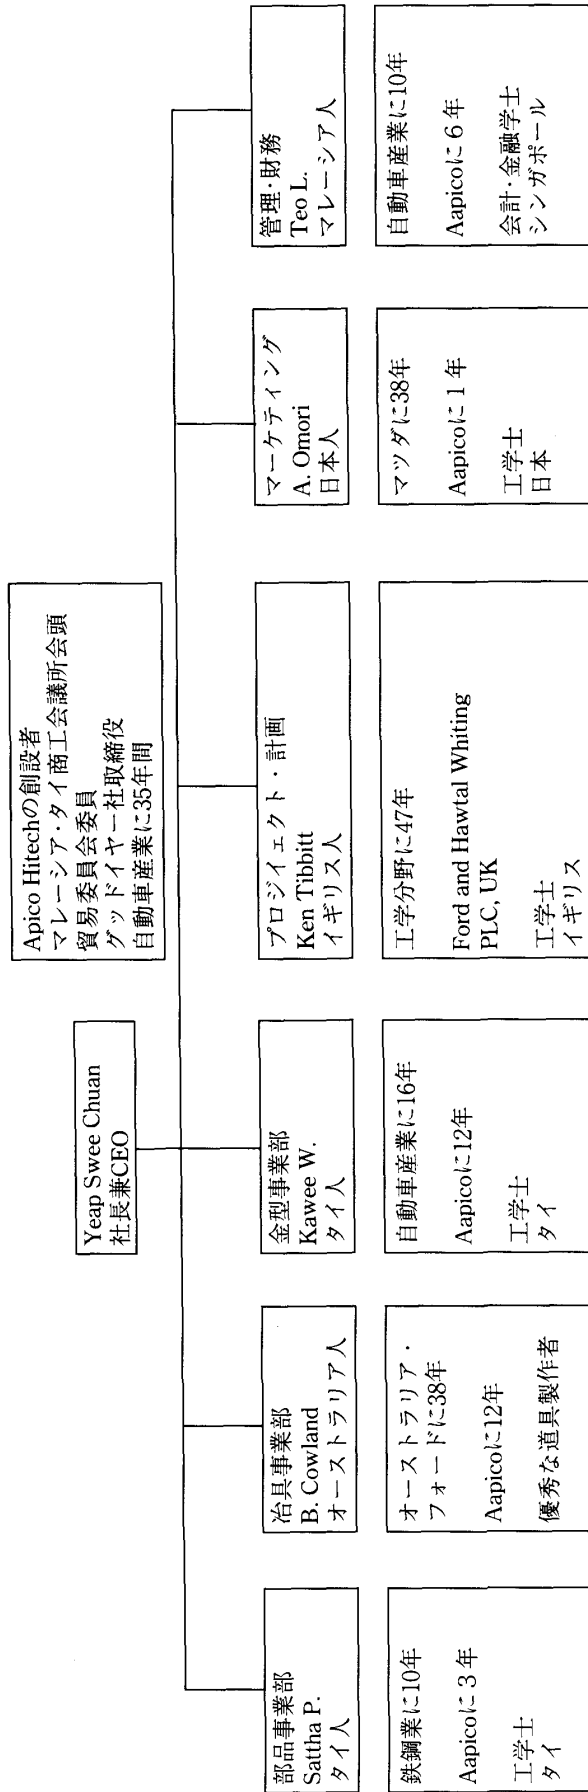 Yeap Swee Chuan
社長兼CEO
Apico Hitechの創設者
マレーシア・タイ商工会議所会頭
貿易委員会委員
グッドイヤー社取締役
自動車産業に35年間
部品事業部
Sattha P.
タイ人
鉄鋼業に10年
Aapicoに3年
工学士
タイ
冶具事業部
B. Cowland
オーストラリア人
オーストラリア・
フォードに38年
Aapicoに12年
優秀な道具製作者
金型事業部
Kawee W.
タイ人
自動車産業に16年
Aapicoに12年
工学士
タイ
プロジイェクト・計画
Ken Tibbitt
イギリス人
工学分野に47年
Ford and Hawtal Whiting
PLC, UK
工学士
イギリス
マーケティング
A. Omori
日本人
マツダに38年
Aapicoに1年
工学士
日本
管理・財務
Teo L.
マレーシア人
自動車産業に10年
Aapicoに6年
会計・金融学士
シンガポール